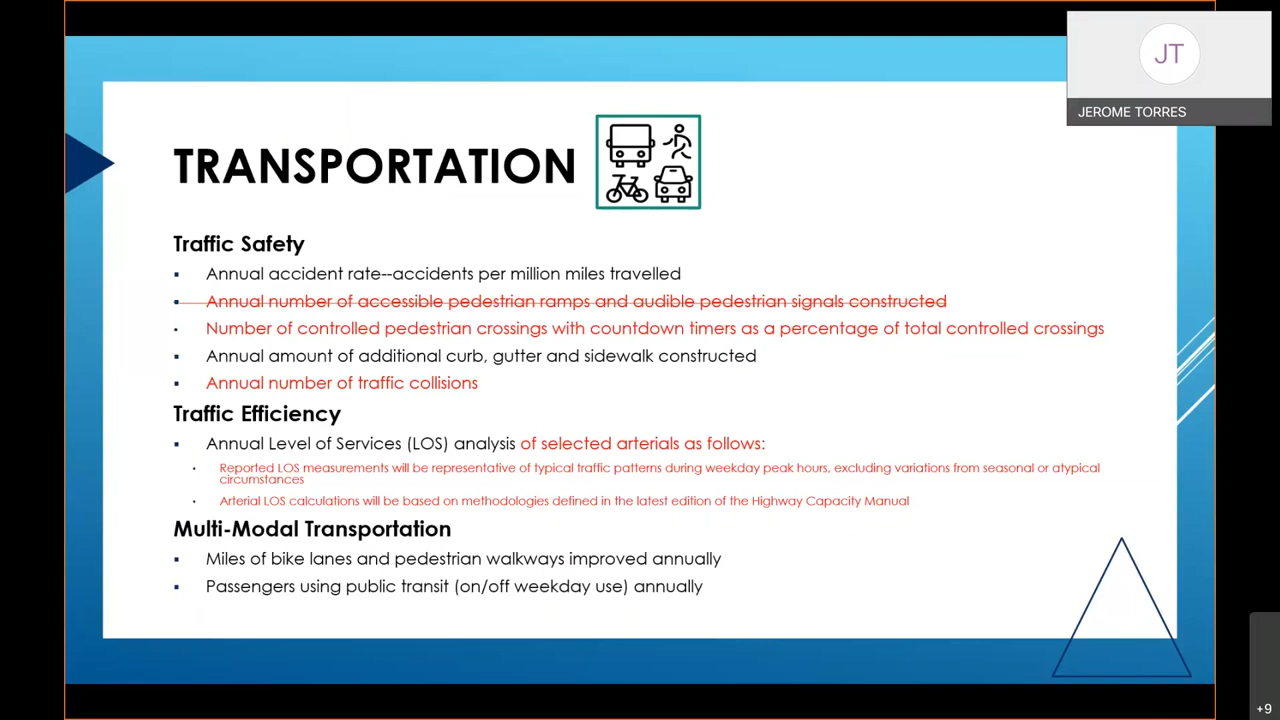 JT
JEROME TORRES
TRANSPORTATION
Traffic Safety
Annual accident rate--accidents per million miles travelled
Annual number of accessible pedestrian ramps and audible pedestrian signals constructed
Number of controlled pedestrian crossings with countdown timers as a percentage of total controlled crossings
Annual amount of additional curb, gutter and sidewalk constructed
Annual number of traffic collisions
Traffic Efficiency
Annual Level of Services (LOS) analysis of selected arterials as follows:
Reported LOS measurements will be representative of typical traffic patterns during weekday peak hours, excluding variations from seasonal or atypical
circumstances
Arterial LOS calculations will be based on methodologies defined in the latest edition of the Highway Capacity Manual
Multi-Modal Transportation
Miles of bike lanes and pedestrian walkways improved annually
Passengers using public transit (on/off weekday use) annually
+9